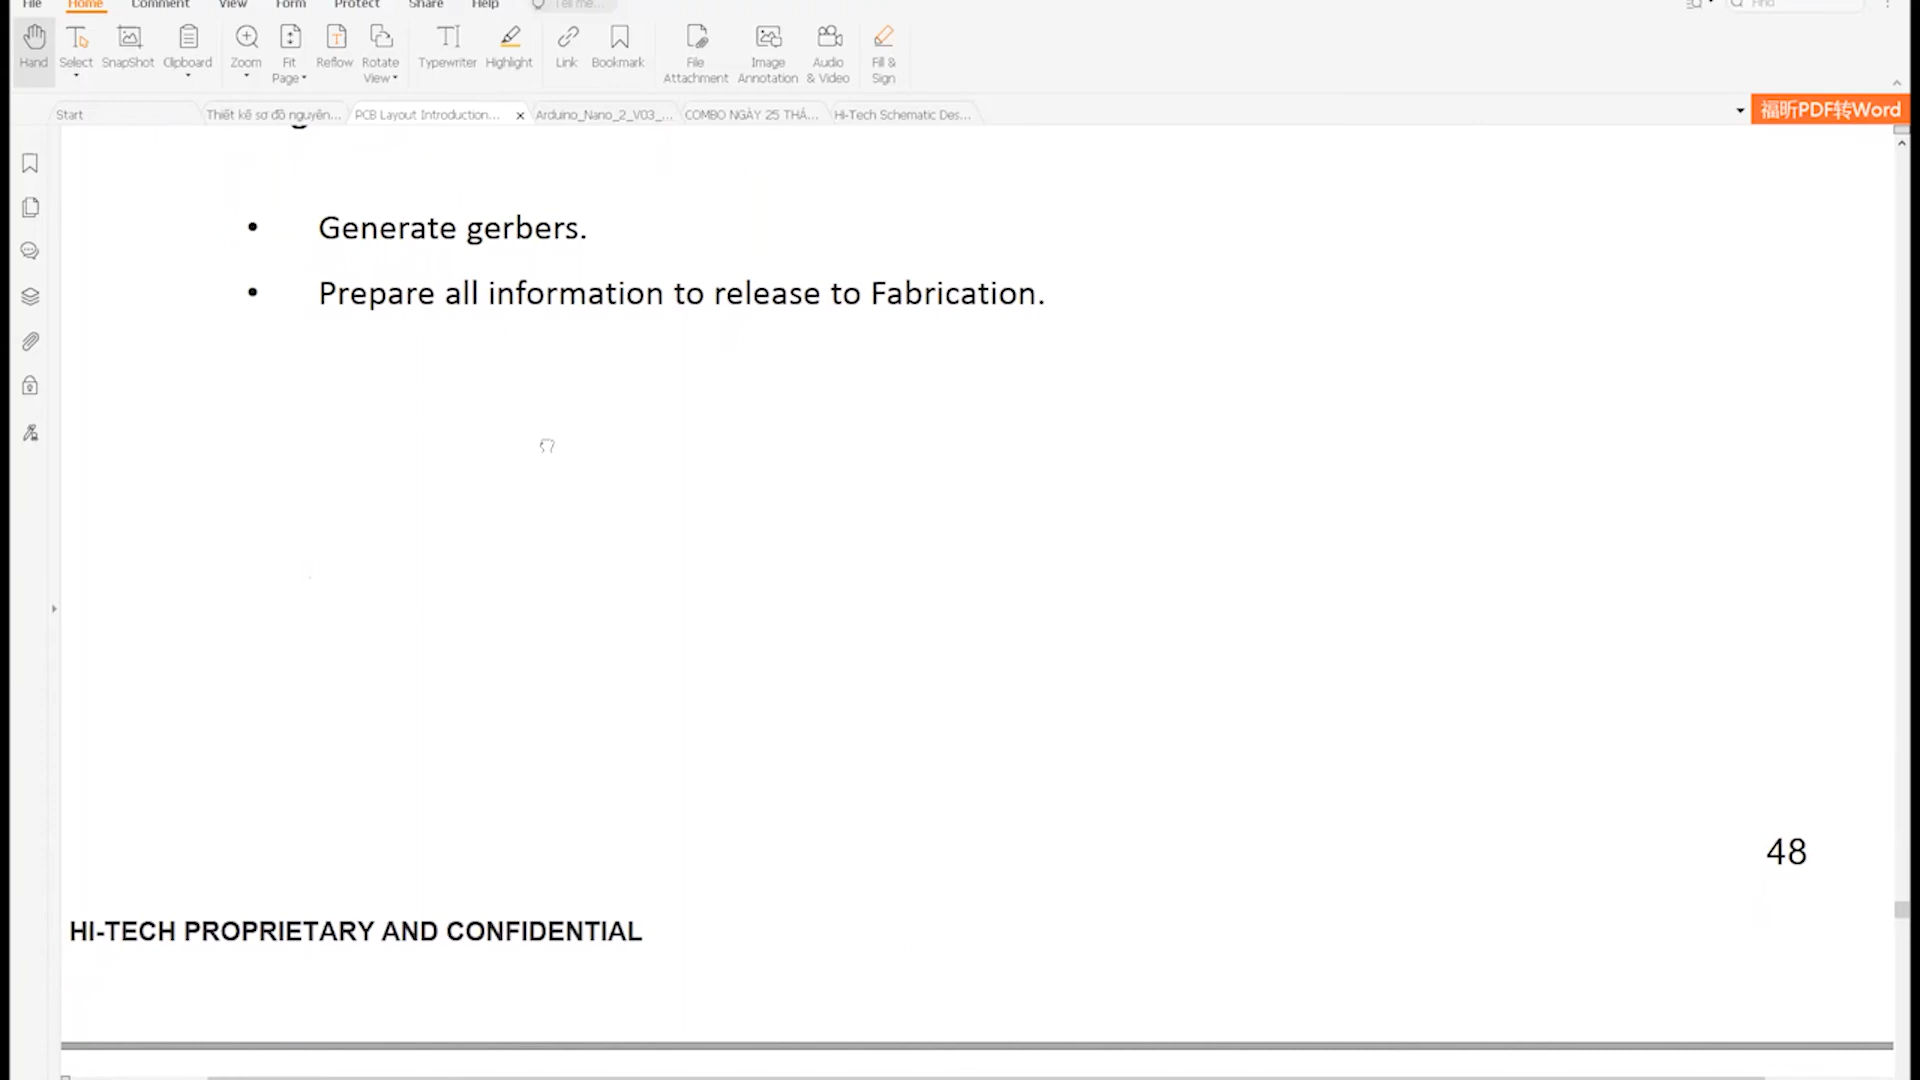 File Home Comment View Form Protect Share Help Tell me... Find
Hand Select SnapShot Clipboard Zoom Fit Page Reflow Rotate View Typewriter Highlight Link Bookmark File Attachment Image Annotation Audio & Video Fill & Sign
Start Thiết kế sơ đồ nguyên... PCB Layout Introduction... Arduino_Nano_2_V03_... COMBO NGÀY 25 THÁ... Hi-Tech Schematic Des... 福昕PDF转Word
• Generate gerbers.
• Prepare all information to release to Fabrication.
48
HI-TECH PROPRIETARY AND CONFIDENTIAL